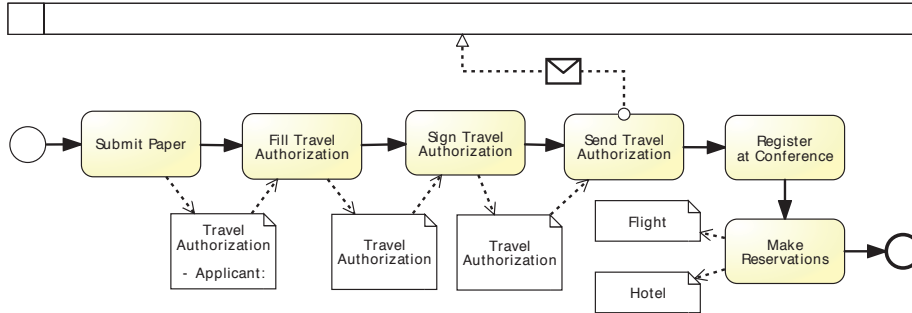 Submit Paper
Fill Travel
Authorization
Sign Travel
Authorization
Send Travel
Authorization
Register
at Conference
Travel
Authorization
- Applicant:
Travel
Authorization
Travel
Authorization
Flight
Hotel
Make
Reservations